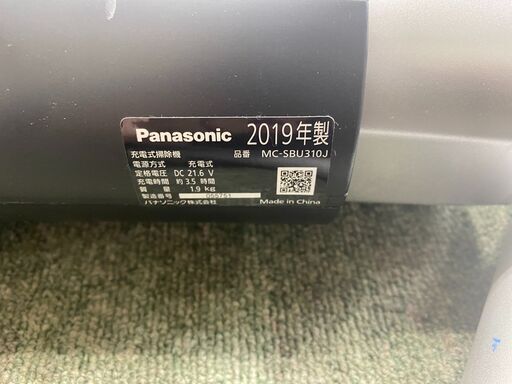 Panasonic 2019年製
充電式掃除機 品番 MC-SBU310J
電源方式 充電式
定格電圧 DC 21.6 V
充電時間 約3.5 時間
質量 1.9 kg
製造番号
パナソニック株式会社 Made in China